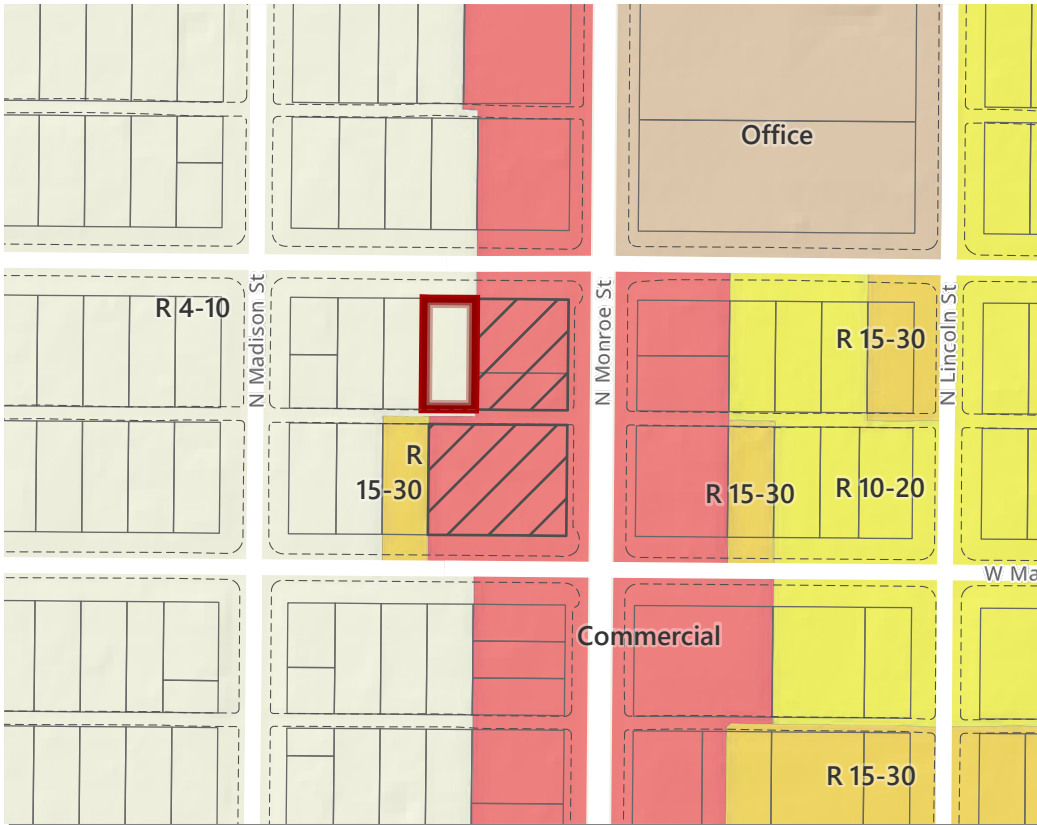 Office
N Madison St
N Monroe St
N Lincoln St
R 4-10
R 15-30
R
15-30
R 15-30
R 10-20
W Ma
Commercial
R 15-30